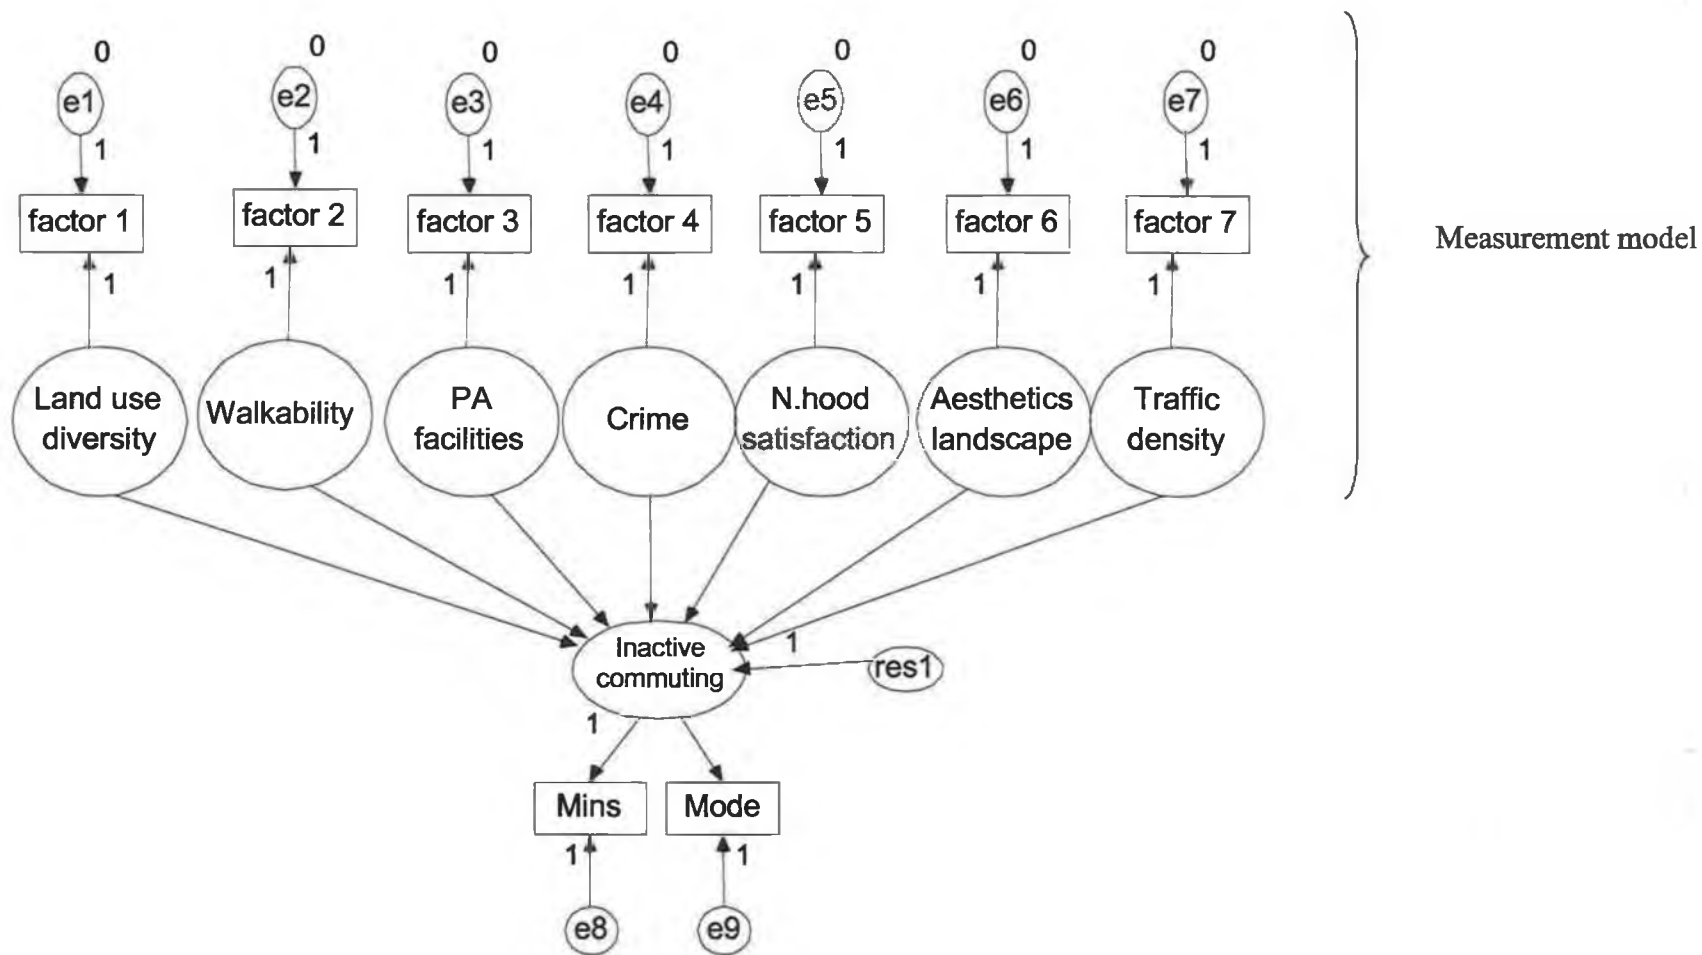 0 0 0 0 0 0 0
e1 e2 e3 e4 e5 e6 e7
1 1 1 1 1 1 1
factor 1 factor 2 factor 3 factor 4 factor 5 factor 6 factor 7
Measurement model
1 1 1 1 1 1 1
Land use
diversity
Walkability
PA
facilities
Crime
N.hood
satisfaction
Aesthetics
landscape
Traffic
density
Inactive
commuting
1
res1
1
Mins Mode
1 1
e8 e9